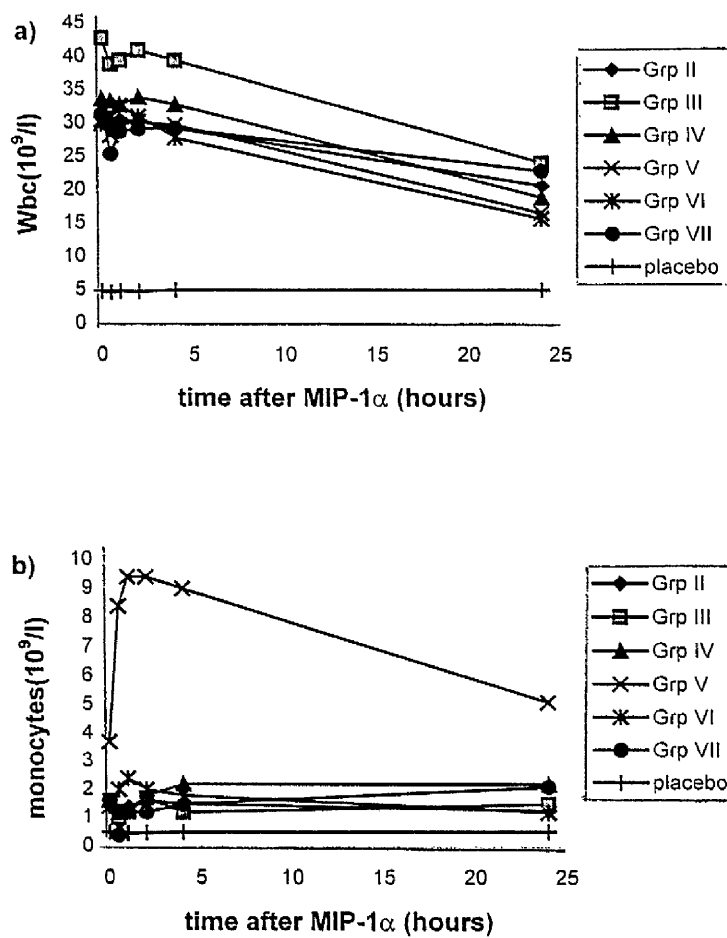 a)
Wbc(10⁹/l)
45
40
35
30
25
20
15
10
5
0
0 5 10 15 20 25
time after MIP-1α (hours)
Grp II
Grp III
Grp IV
Grp V
Grp VI
Grp VII
placebo
b)
monocytes(10⁹/l)
10
9
8
7
6
5
4
3
2
1
0
0 5 10 15 20 25
time after MIP-1α (hours)
Grp II
Grp III
Grp IV
Grp V
Grp VI
Grp VII
placebo